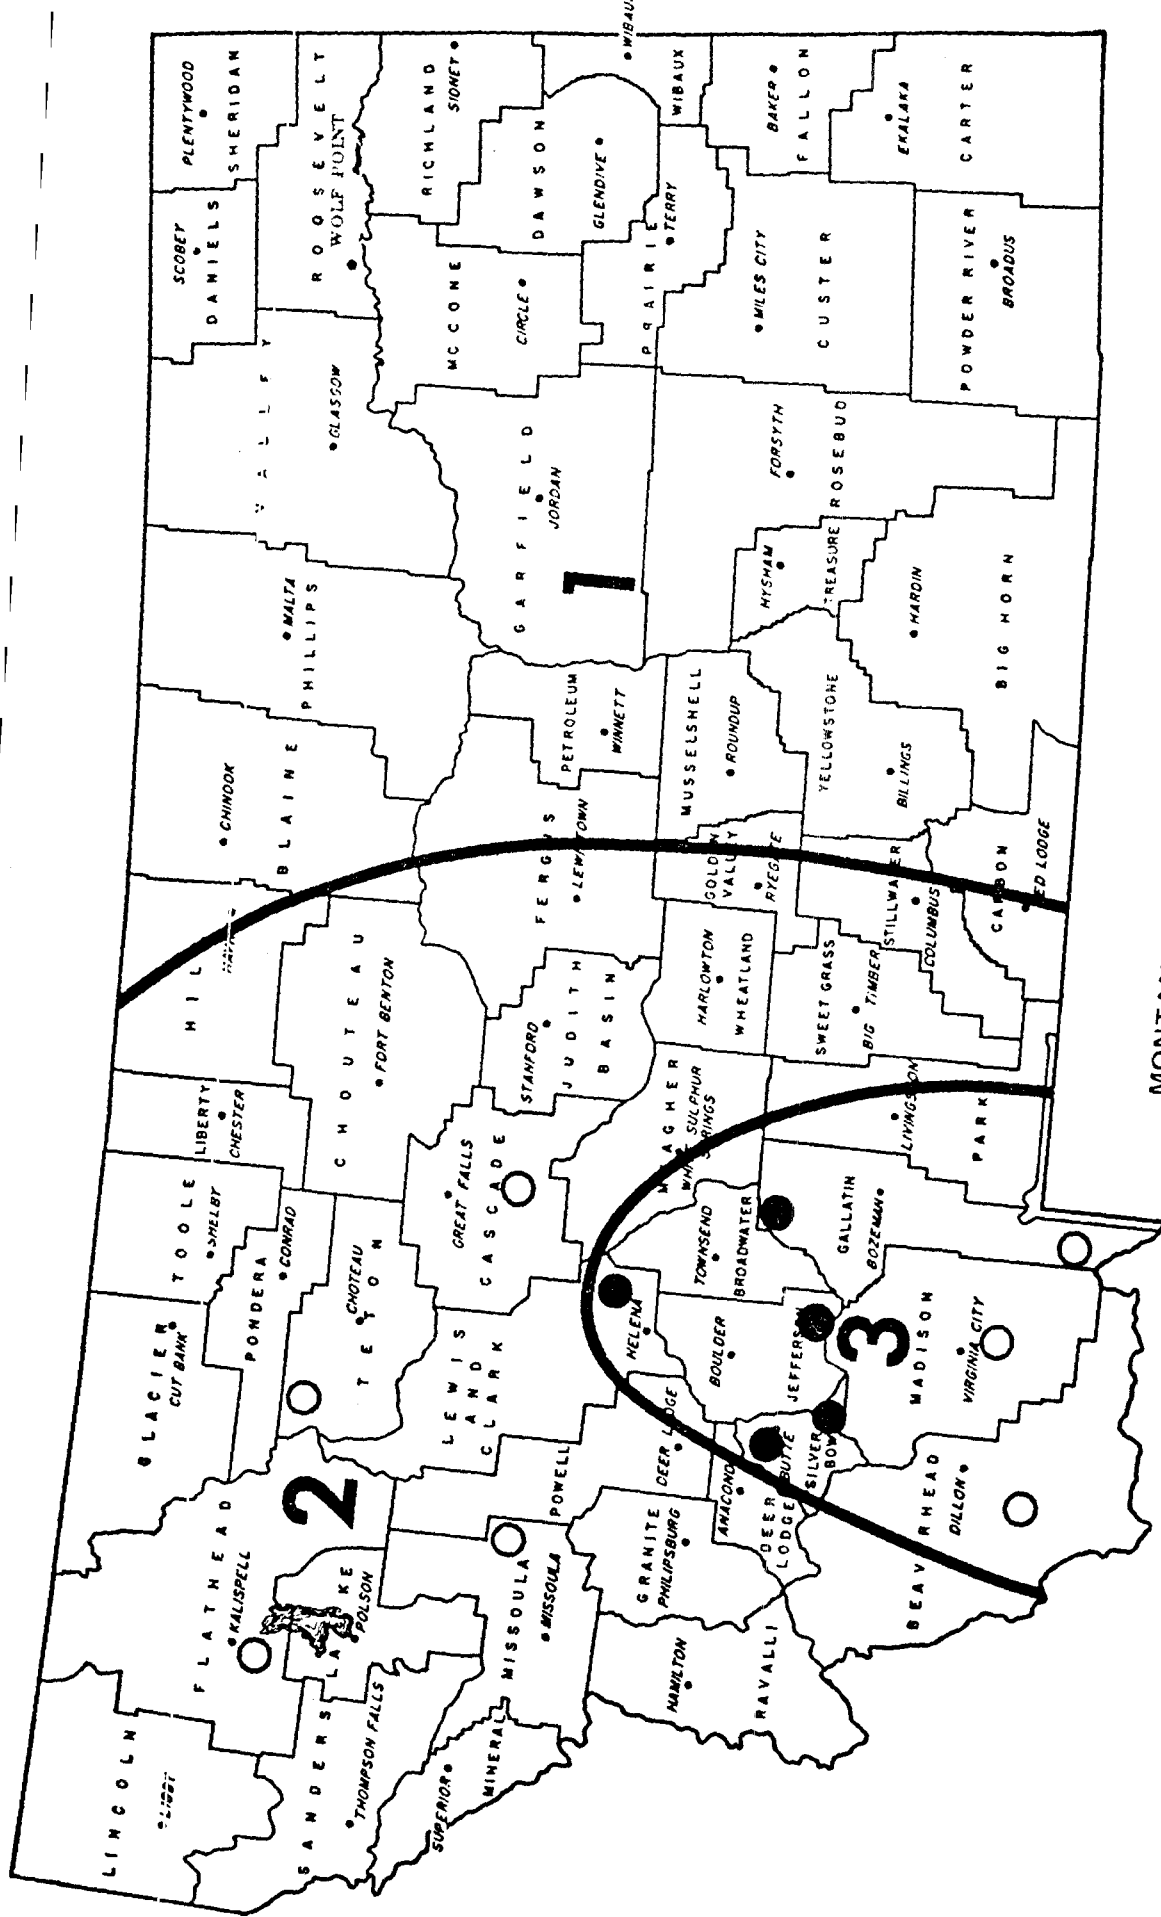 LINCOLN
LIBBY
FLATHEAD
KALISPELL
GLACIER
CUT BANK
TOOLE
SHELBY
LIBERTY
CHESTER
HIL
CHINOOK
BLAINE
MALTA
PHILLIPS
GLASGOW
SCOBEY
DANIELS
PLENTYWOOD
SHERIDAN
ROOSEVELT
WOLF POINT
SANDERS
THOMPSON FALLS
LAKE
POLSON
2
PONDERA
CONRAD
CHOTEAU
TETON
CHOUTEAU
FORT BENTON
SUPERIOR
MINERAL
MISSOULA
MISSOULA
POWELL
LEWIS
AND
CLARK
GREAT FALLS
CASCADE
STANFORD
JUDITH
BASIN
FERGUS
LEWISTOWN
PETROLEUM
WINNETT
GARFIELD
JORDAN
1
MCCONE
CIRCLE
RICHLAND
SIDNEY
DAWSON
GLENDIVE
PRAIRIE
TERRY
WIBAUX
WIBAU
HAMILTON
RAVALLI
GRANITE
PHILIPSBURG
DEER LODGE
ANACOND
DEER
LODGE
BUTTE
SILVER
BOW
HELENA
BOULDER
JEFFERSON
TOWNSEND
BROADWATER
MEAGHER
WHITE SULPHUR
SPRINGS
HARLOWTON
WHEATLAND
GOLDEN
VALLEY
RYEGATE
MUSSELSHELL
ROUNDUP
HYSHAM
TREASURE
FORSYTH
ROSEBUD
MILES CITY
CUSTER
BAKER
FALLON
EKALAKA
CARTER
BEAVERHEAD
DILLON
3
MADISON
VIRGINIA CITY
GALLATIN
BOZEMAN
LIVINGSTON
PARK
SWEET GRASS
BIG TIMBER
STILLWATER
COLUMBUS
CARBON
ED LODGE
YELLOWSTONE
BILLINGS
HARDIN
BIG HORN
POWDER RIVER
BROADUS